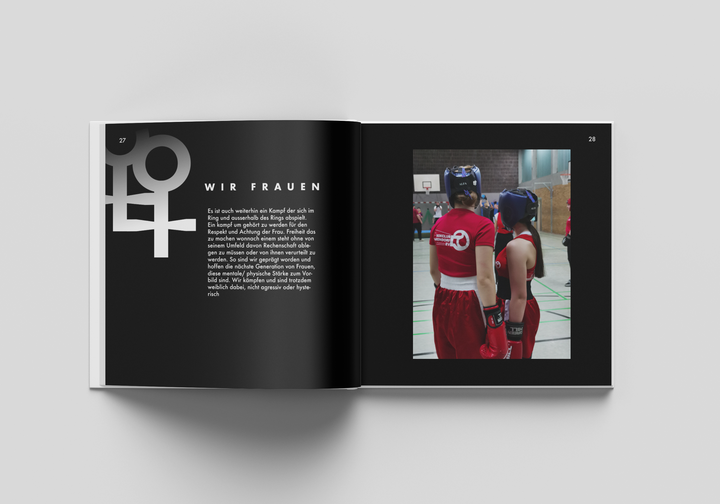 27
WIR FRAUEN
Es ist auch weiterhin ein Kampf der sich im
Ring und ausserhalb des Rings abspielt.
Ein kampf um gehört zu werden für den
Respekt und Achtung der Frau. Freiheit das
zu machen wonnach einem steht ohne von
seinem Umfeld davon Rechenschaft able-
gen zu müssen oder von ihnen verurteilt zu
werden. So sind wir geprägt worden und
hoffen die nächste Generation von Frauen,
diese mentale/ physische Stärke zum Vor-
bild sind. Wir kämpfen und sind trotzdem
weiblich dabei, nicht agressiv oder hyste-
risch
28